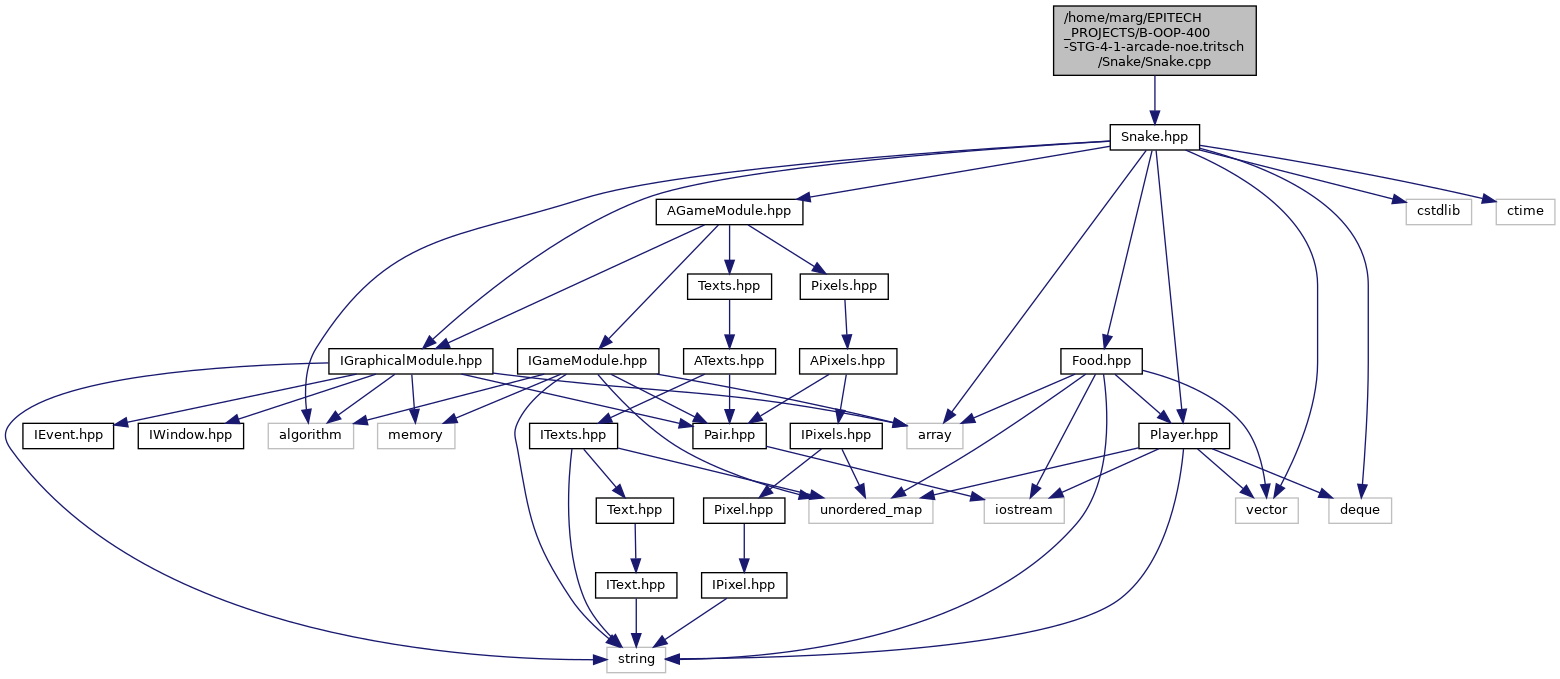 /home/marg/EPITECH
_PROJECTS/B-OOP-400
-STG-4-1-arcade-noe.tritsch
/Snake/Snake.cpp
Snake.hpp
AGameModule.hpp
cstdlib
ctime
Texts.hpp
Pixels.hpp
IGraphicalModule.hpp
IGameModule.hpp
ATexts.hpp
APixels.hpp
Food.hpp
IEvent.hpp
IWindow.hpp
algorithm
memory
ITexts.hpp
Pair.hpp
IPixels.hpp
array
Player.hpp
Text.hpp
Pixel.hpp
unordered_map
iostream
vector
deque
IText.hpp
IPixel.hpp
string